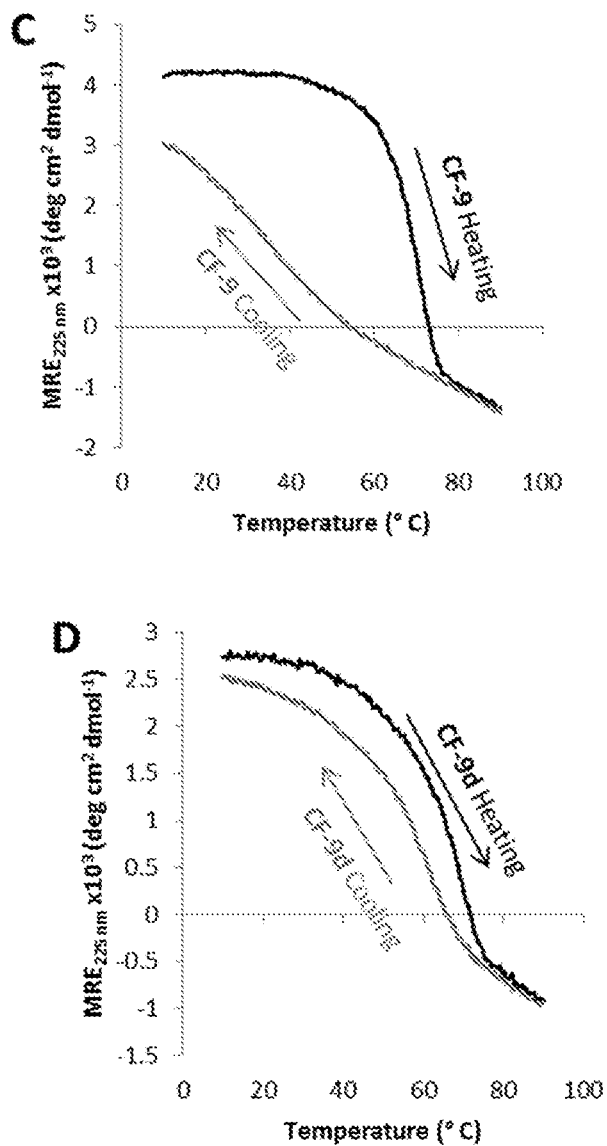 C
MRE225 nm x10³ (deg cm² dmol⁻¹)
5
4
3
2
1
0
-1
-2
CF-9 Heating
CF-9 Cooling
0 20 40 60 80 100
Temperature (° C)
D
MRE225 nm x10³ (deg cm² dmol⁻¹)
3
2.5
2
1.5
1
0.5
0
-0.5
-1
-1.5
CF-9d Heating
CF-9d Cooling
0 20 40 60 80 100
Temperature (° C)